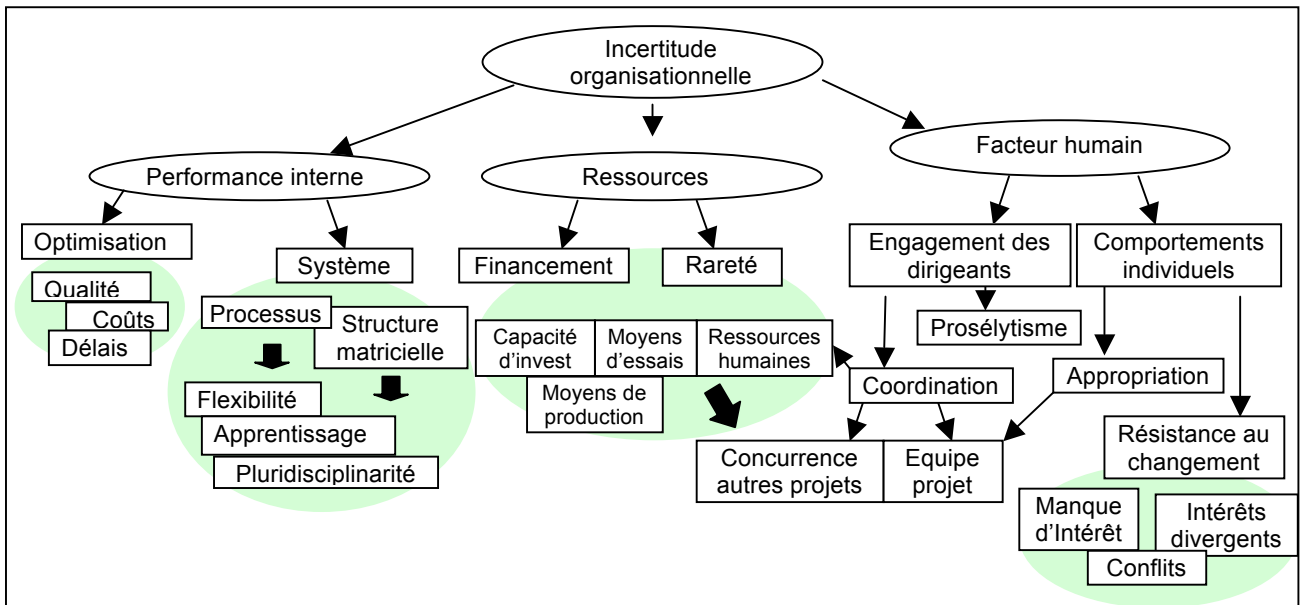 Incertitude
organisationnelle
Performance interne
Ressources
Facteur humain
Optimisation
Qualité
Coûts
Délais
Système
Processus
Structure
matricielle
Flexibilité
Apprentissage
Pluridisciplinarité
Financement
Rareté
Capacité
d’invest
Moyens
d’essais
Ressources
humaines
Moyens de
production
Engagement des
dirigeants
Comportements
individuels
Prosélytisme
Coordination
Appropriation
Concurrence
autres projets
Equipe
projet
Résistance au
changement
Manque
d’Intérêt
Intérêts
divergents
Conflits